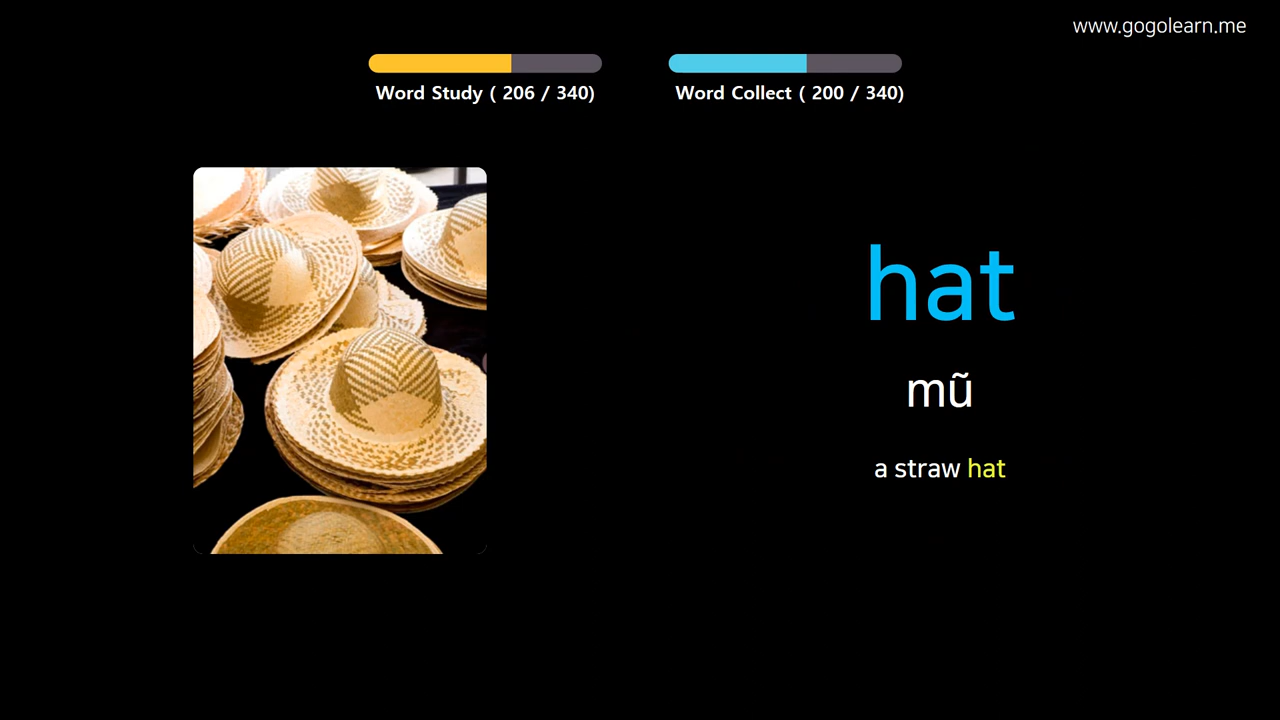 www.gogolearn.me
Word Study ( 206 / 340)
Word Collect ( 200 / 340)
hat
mũ
a straw hat